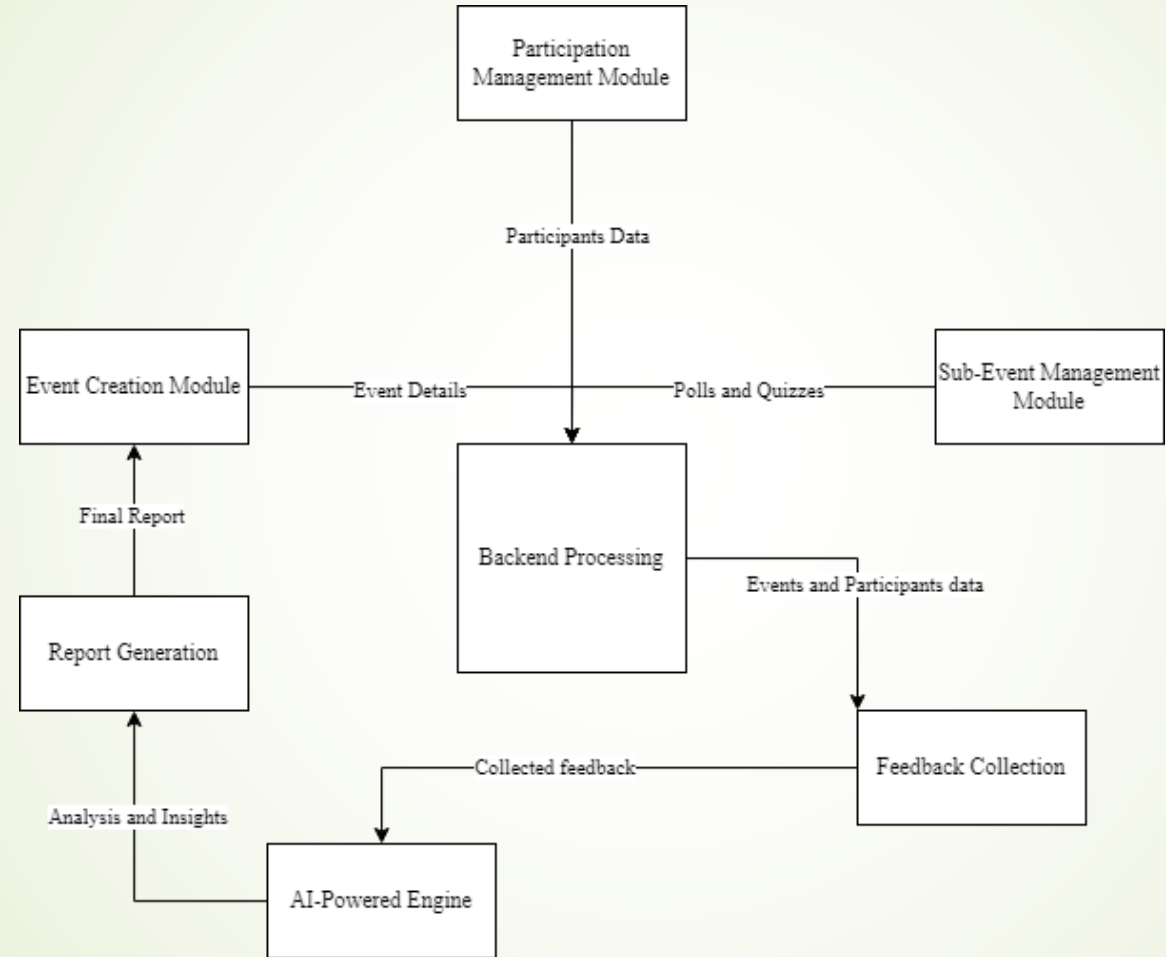 Participation
Management Module
Participants Data
Event Creation Module
Event Details
Polls and Quizzes
Sub-Event Management
Module
Final Report
Backend Processing
Events and Participants data
Report Generation
Feedback Collection
Collected feedback
Analysis and Insights
AI-Powered Engine